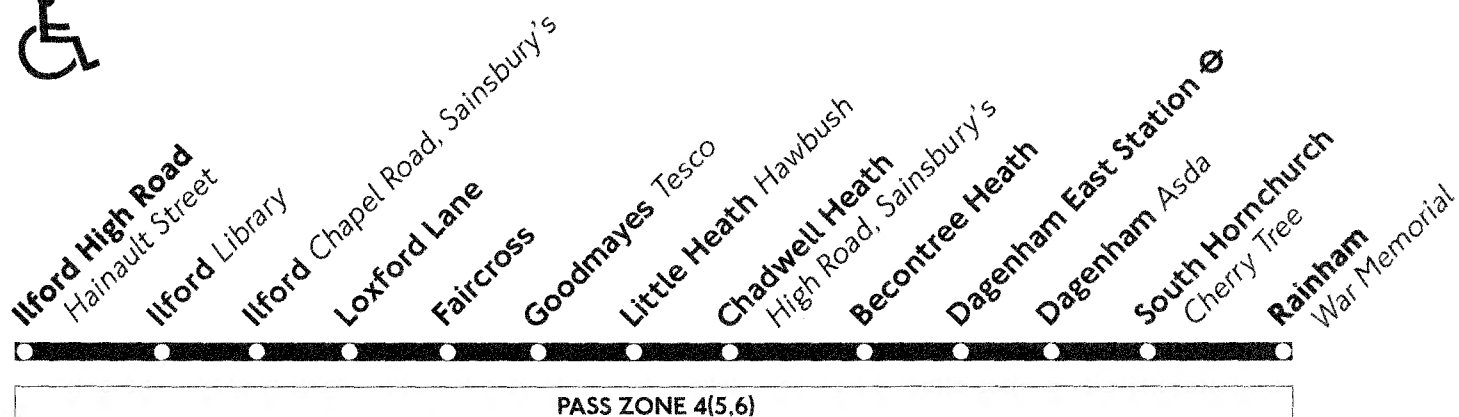 Ilford High Road
Hainault Street
Ilford Library
Ilford Chapel Road, Sainsbury's
Loxford Lane
Faircross
Goodmayes Tesco
Little Heath Hawbush
Chadwell Heath
High Road, Sainsbury's
Becontree Heath
Dagenham East Station
Dagenham Asda
South Hornchurch
Cherry Tree
Rainham
War Memorial
PASS ZONE 4(5,6)